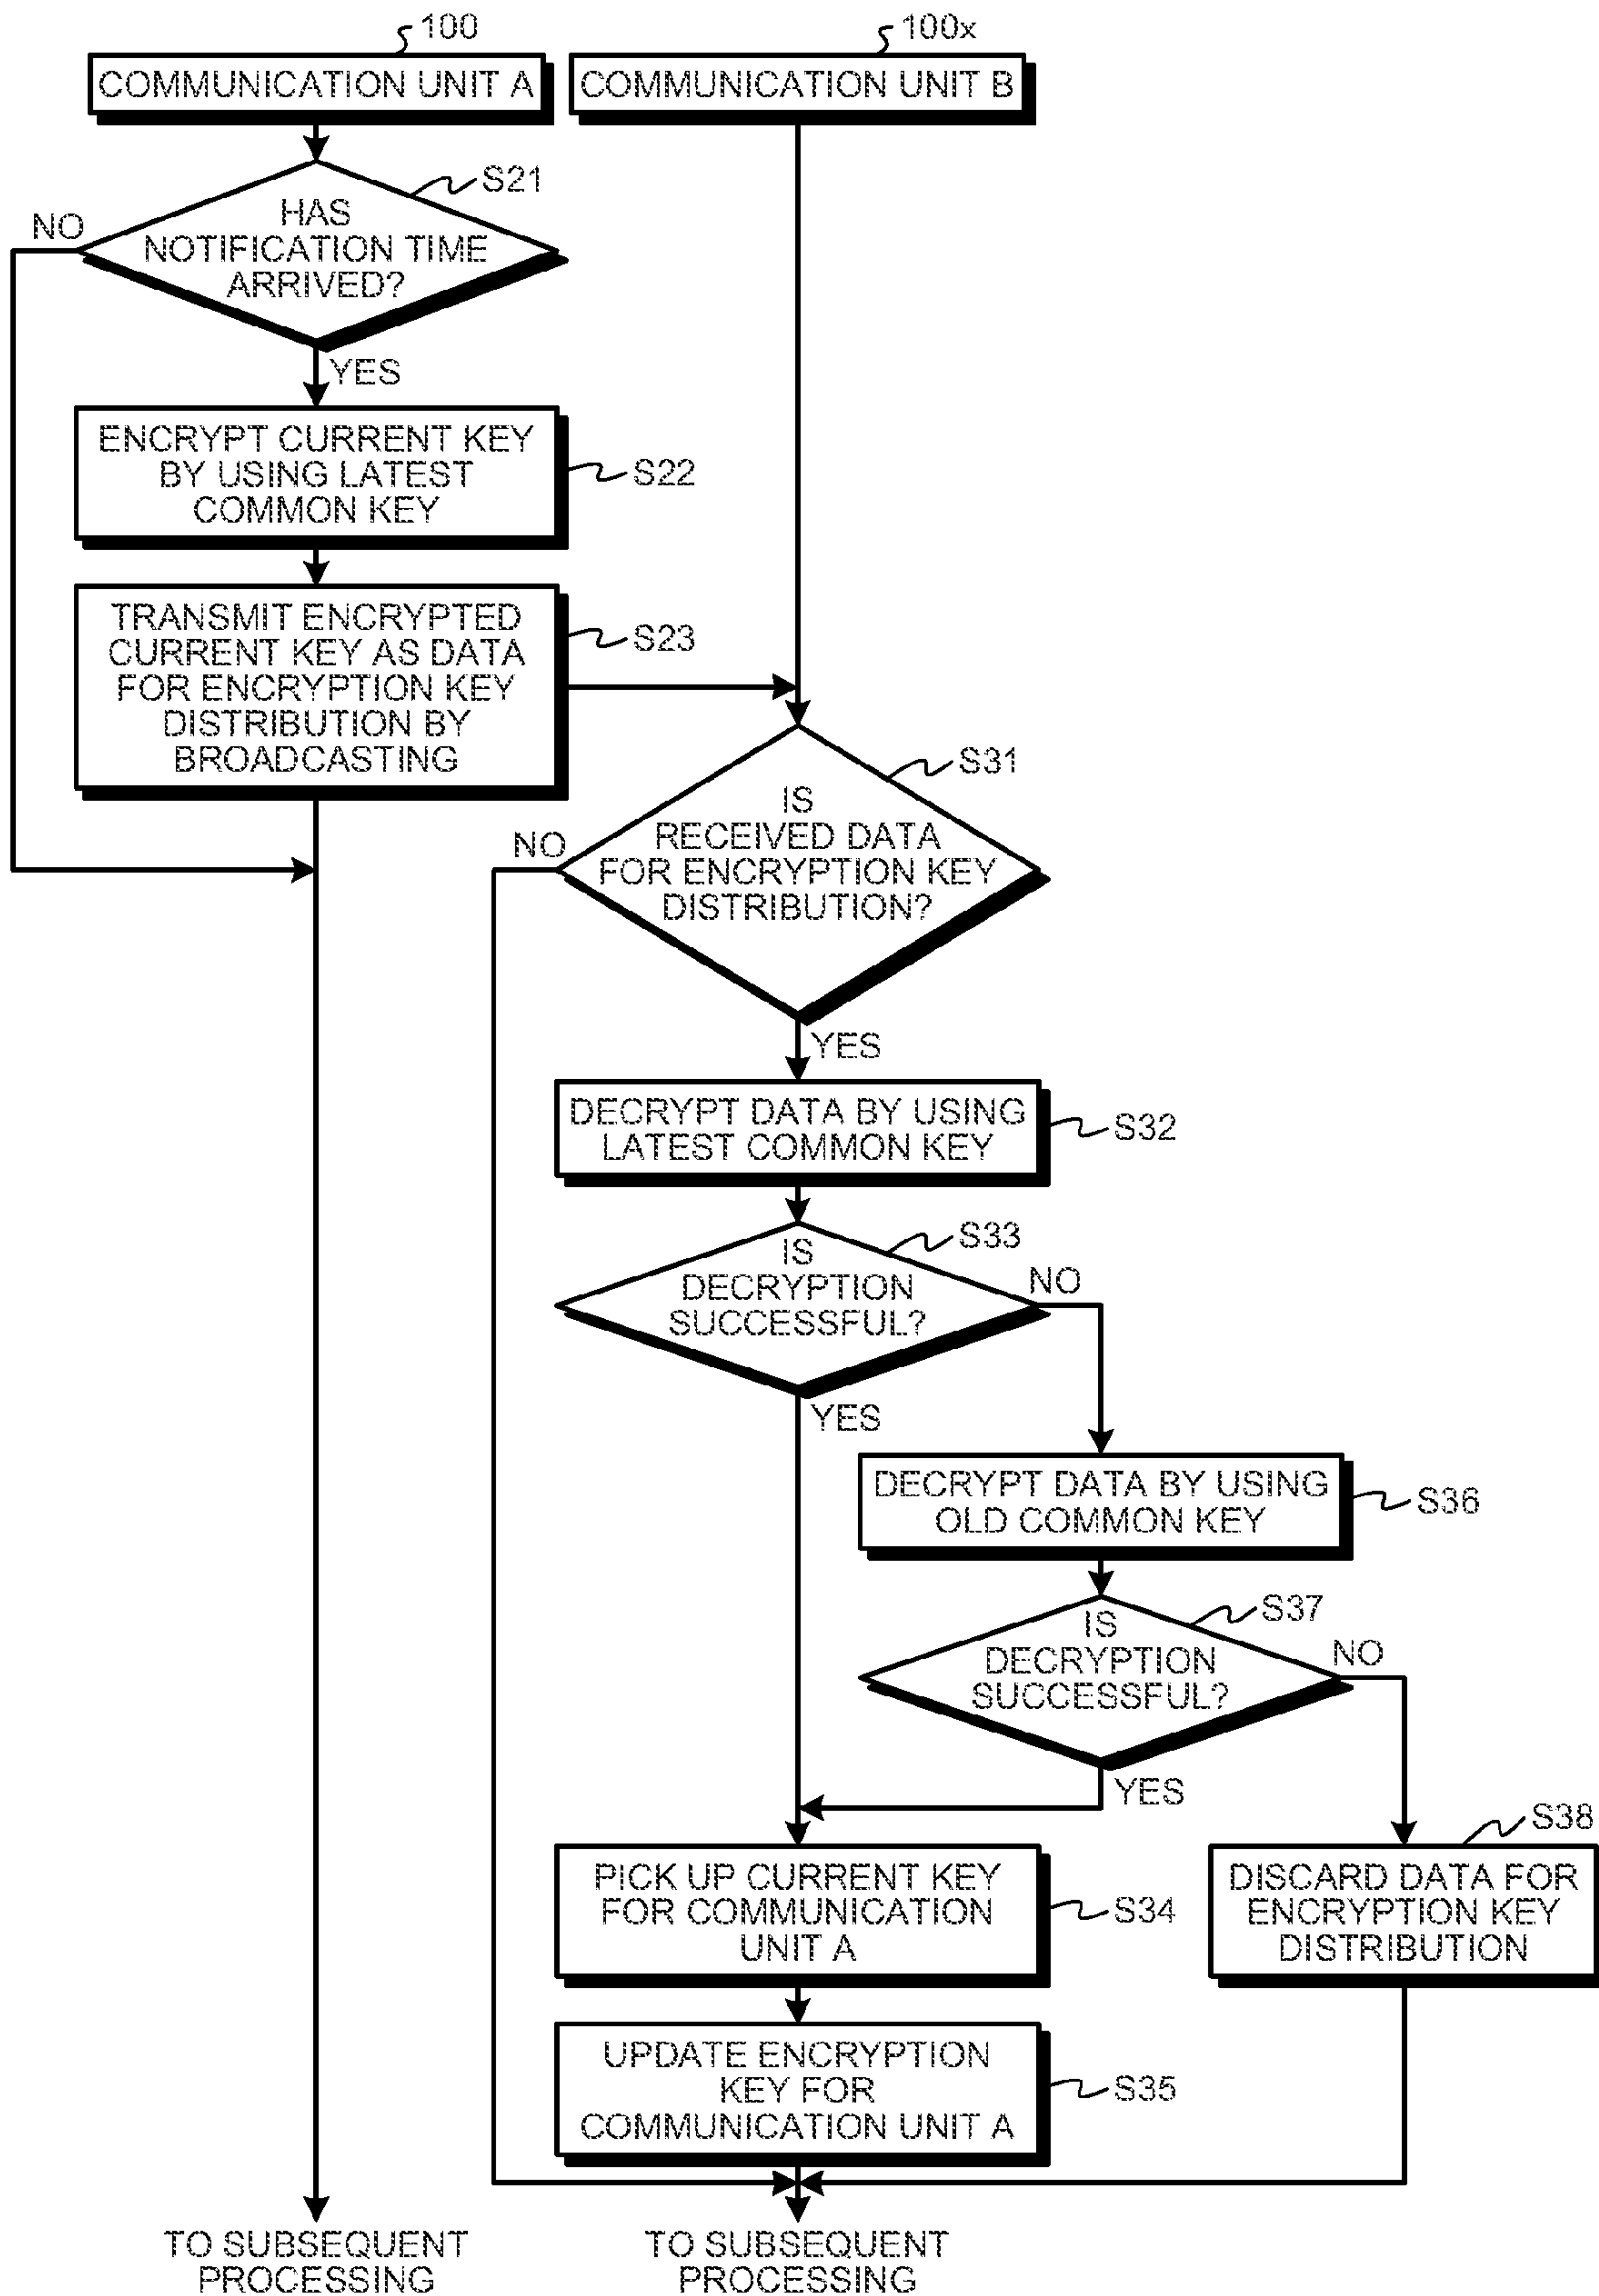 100
100x
COMMUNICATION UNIT A
COMMUNICATION UNIT B
S21
HAS
NOTIFICATION TIME
ARRIVED?
NO
YES
ENCRYPT CURRENT KEY
BY USING LATEST
COMMON KEY
S22
TRANSMIT ENCRYPTED
CURRENT KEY AS DATA
FOR ENCRYPTION KEY
DISTRIBUTION BY
BROADCASTING
S23
S31
IS
RECEIVED DATA
FOR ENCRYPTION KEY
DISTRIBUTION?
NO
YES
DECRYPT DATA BY USING
LATEST COMMON KEY
S32
S33
IS
DECRYPTION
SUCCESSFUL?
NO
YES
DECRYPT DATA BY USING
OLD COMMON KEY
S36
S37
IS
DECRYPTION
SUCCESSFUL?
NO
YES
S38
PICK UP CURRENT KEY
FOR COMMUNICATION
UNIT A
S34
DISCARD DATA FOR
ENCRYPTION KEY
DISTRIBUTION
UPDATE ENCRYPTION
KEY FOR
COMMUNICATION UNIT A
S35
TO SUBSEQUENT
PROCESSING
TO SUBSEQUENT
PROCESSING